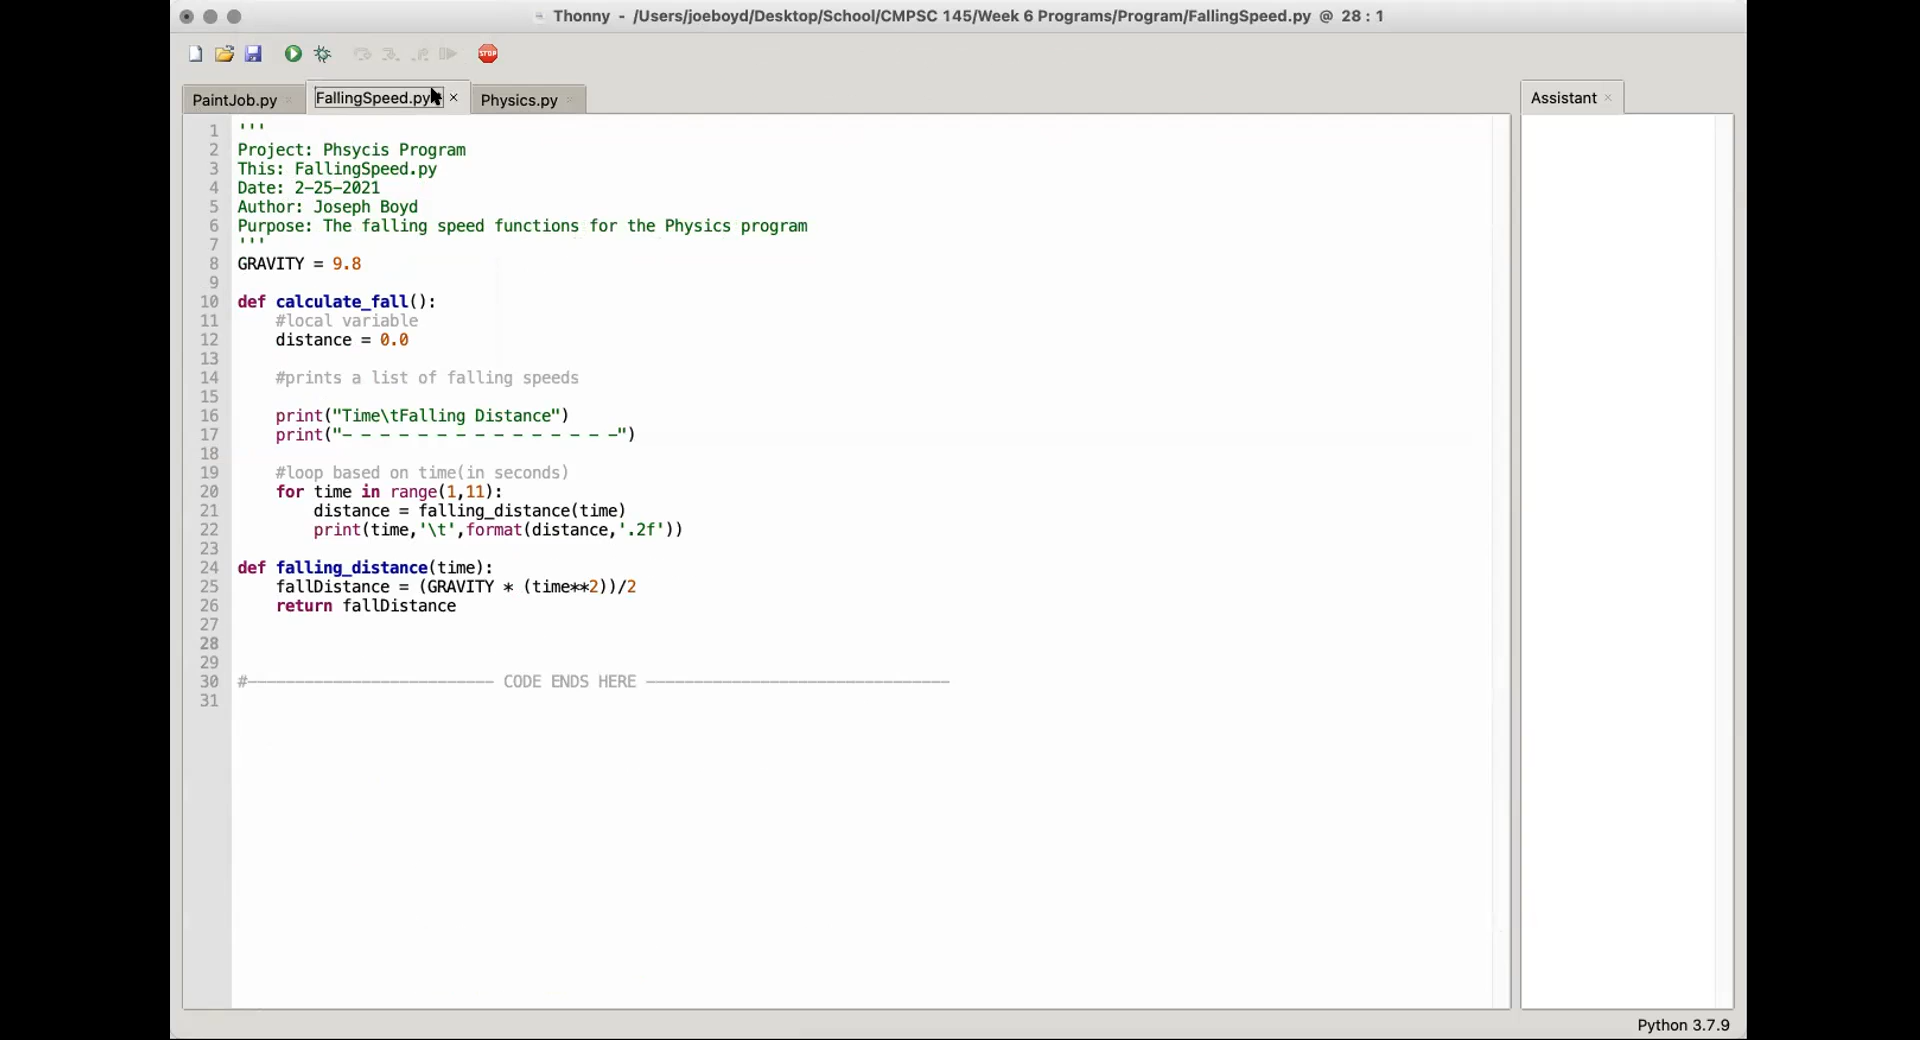 Thonny - /Users/joeboyd/Desktop/School/CMPSC 145/Week 6 Programs/Program/FallingSpeed.py @ 28 : 1
STOP
PaintJob.py × FallingSpeed.py × Physics.py × Assistant ×
1 '''
2 Project: Phsycis Program
3 This: FallingSpeed.py
4 Date: 2-25-2021
5 Author: Joseph Boyd
6 Purpose: The falling speed functions for the Physics program
7 '''
8 GRAVITY = 9.8
9
10 def calculate_fall():
11     #local variable
12     distance = 0.0
13
14     #prints a list of falling speeds
15
16     print("Time\tFalling Distance")
17     print("- - - - - - - - - - - - - - -")
18
19     #loop based on time(in seconds)
20     for time in range(1,11):
21         distance = falling_distance(time)
22         print(time,'\t',format(distance,'.2f'))
23
24 def falling_distance(time):
25     fallDistance = (GRAVITY * (time**2))/2
26     return fallDistance
27
28
29
30 #-------------------------- CODE ENDS HERE --------------------------------
31
Python 3.7.9